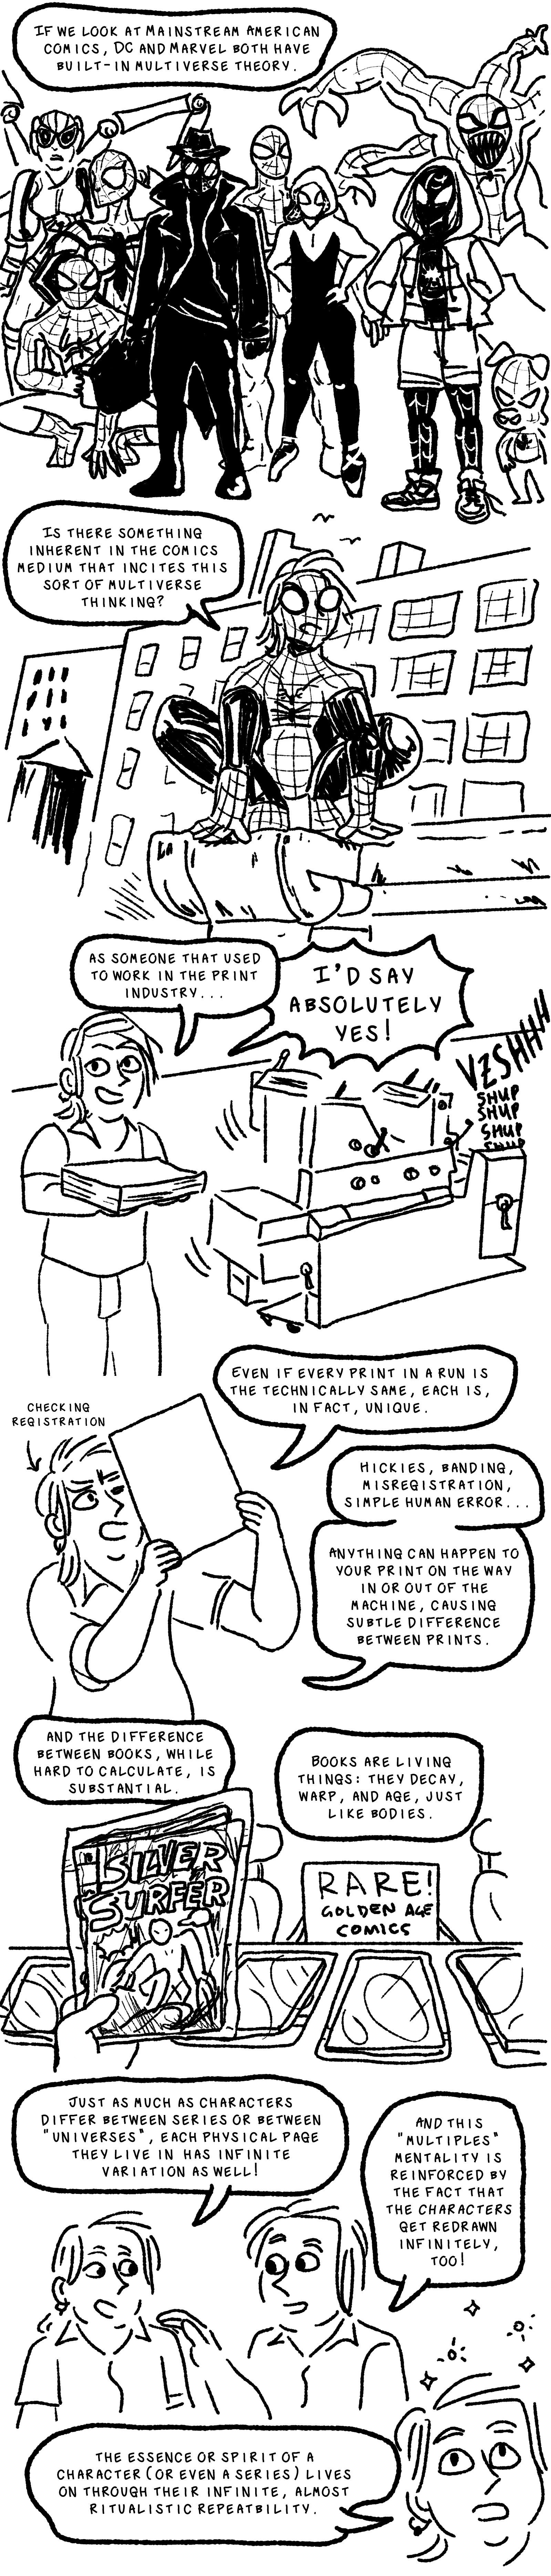 IF WE LOOK AT MAINSTREAM AMERICAN
COMICS, DC AND MARVEL BOTH HAVE
BUILT-IN MULTIVERSE THEORY.
IS THERE SOMETHING
INHERENT IN THE COMICS
MEDIUM THAT INCITES THIS
SORT OF MULTIVERSE
THINKING?
AS SOMEONE THAT USED
TO WORK IN THE PRINT
INDUSTRY...
I'D SAY
ABSOLUTELY
YES!
VZSHHH
SHUP
SHUP
SHUP
SHUP
EVEN IF EVERY PRINT IN A RUN IS
THE TECHNICALLY SAME, EACH IS,
IN FACT, UNIQUE.
CHECKING
REGISTRATION
HICKIES, BANDING,
MISREGISTRATION,
SIMPLE HUMAN ERROR...
ANYTHING CAN HAPPEN TO
YOUR PRINT ON THE WAY
IN OR OUT OF THE
MACHINE, CAUSING
SUBTLE DIFFERENCE
BETWEEN PRINTS.
AND THE DIFFERENCE
BETWEEN BOOKS, WHILE
HARD TO CALCULATE, IS
SUBSTANTIAL.
BOOKS ARE LIVING
THINGS: THEY DECAY,
WARP, AND AGE, JUST
LIKE BODIES.
SILVER
SURFER
RARE!
GOLDEN AGE
COMICS
JUST AS MUCH AS CHARACTERS
DIFFER BETWEEN SERIES OR BETWEEN
"UNIVERSES", EACH PHYSICAL PAGE
THEY LIVE IN HAS INFINITE
VARIATION AS WELL!
AND THIS
"MULTIPLES"
MENTALITY IS
REINFORCED BY
THE FACT THAT
THE CHARACTERS
GET REDRAWN
INFINITELY,
TOO!
THE ESSENCE OR SPIRIT OF A
CHARACTER (OR EVEN A SERIES) LIVES
ON THROUGH THEIR INFINITE, ALMOST
RITUALISTIC REPEATBILITY.